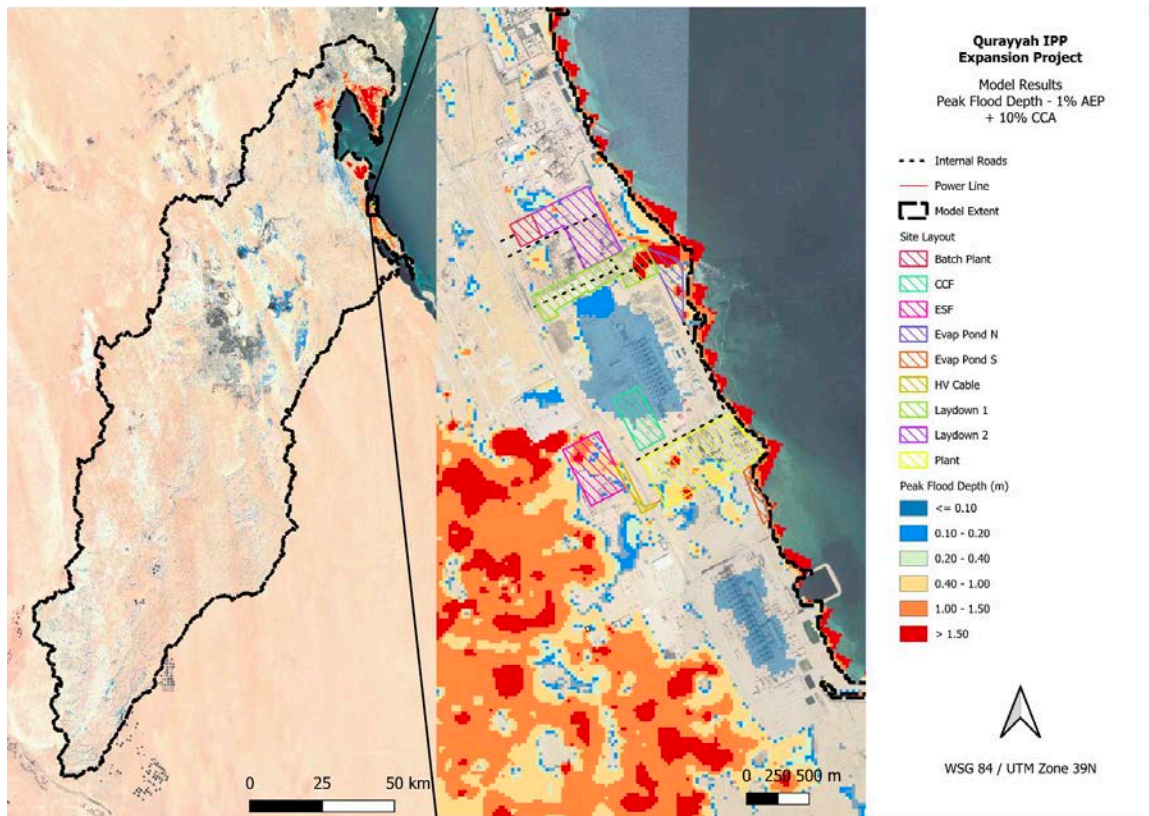 Qurayyah IPP
Expansion Project
Model Results
Peak Flood Depth - 1% AEP
+ 10% CCA
Internal Roads
Power Line
Model Extent
Site Layout
Batch Plant
CCF
ESF
Evap Pond N
Evap Pond S
HV Cable
Laydown 1
Laydown 2
Plant
Peak Flood Depth (m)
<= 0.10
0.10 - 0.20
0.20 - 0.40
0.40 - 1.00
1.00 - 1.50
> 1.50
WSG 84 / UTM Zone 39N
0 25 50 km
0 250 500 m